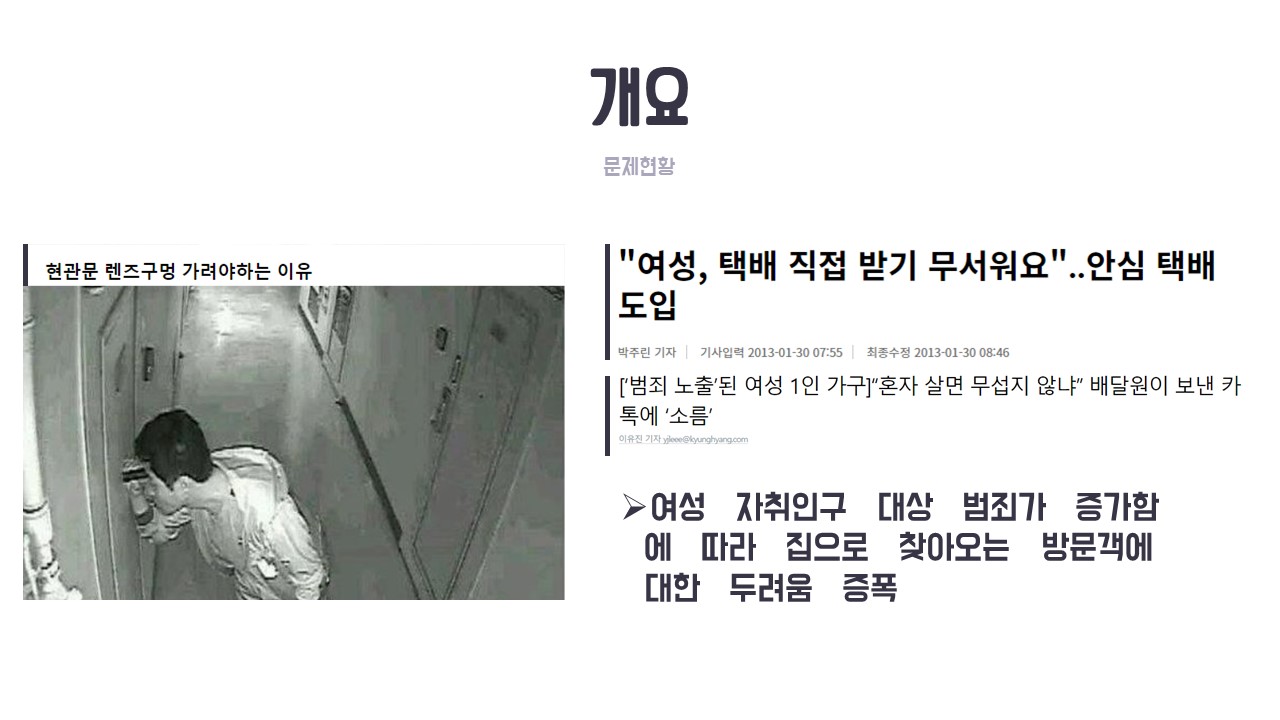 개요
문제현황
현관문 렌즈구멍 가려야하는 이유
"여성, 택배 직접 받기 무서워요"..안심 택배
도입
박주린 기자 | 기사입력 2013-01-30 07:55 | 최종수정 2013-01-30 08:46
['범죄 노출'된 여성 1인 가구]“혼자 살면 무섭지 않냐” 배달원이 보낸 카
톡에 ‘소름’
이유진 기자 yjleee@kyunghyang.com
➢여성 자취인구 대상 범죄가 증가함
에 따라 집으로 찾아오는 방문객에
대한 두려움 증폭